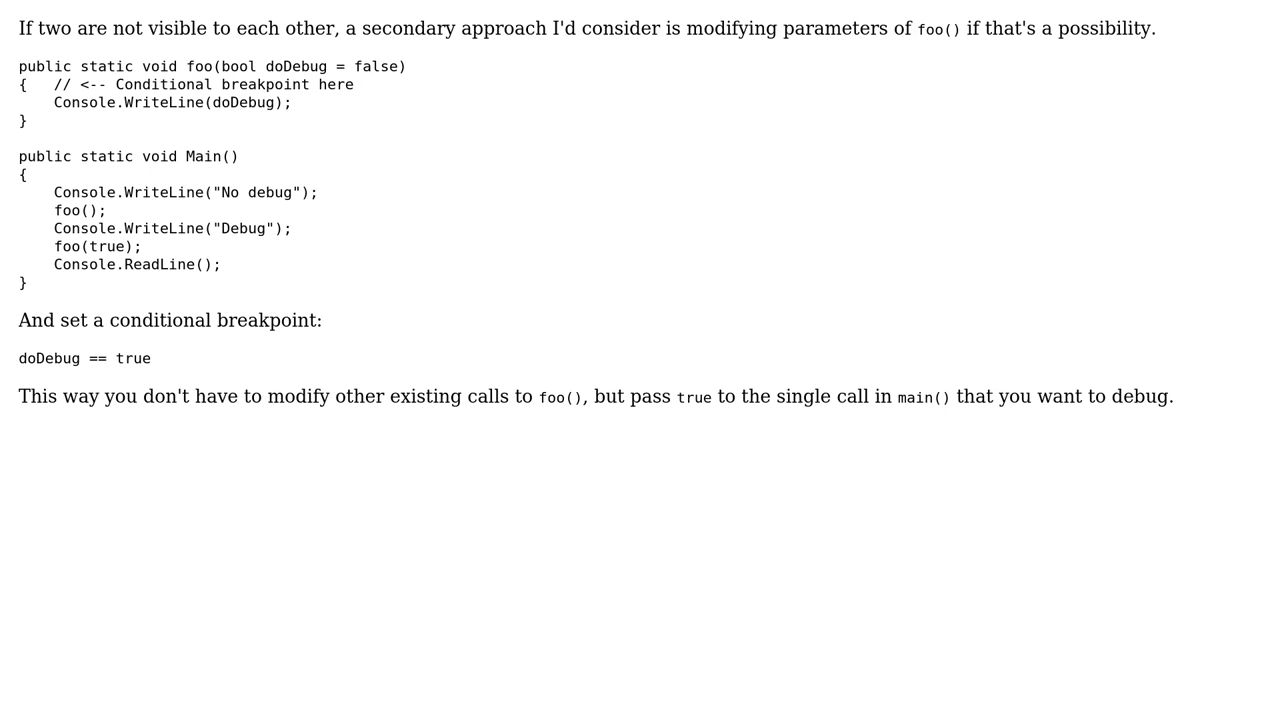 If two are not visible to each other, a secondary approach I'd consider is modifying parameters of foo() if that's a possibility.
public static void foo(bool doDebug = false)
{   // <-- Conditional breakpoint here
    Console.WriteLine(doDebug);
}
public static void Main()
{
    Console.WriteLine("No debug");
    foo();
    Console.WriteLine("Debug");
    foo(true);
    Console.ReadLine();
}
And set a conditional breakpoint:
doDebug == true
This way you don't have to modify other existing calls to foo(), but pass true to the single call in main() that you want to debug.